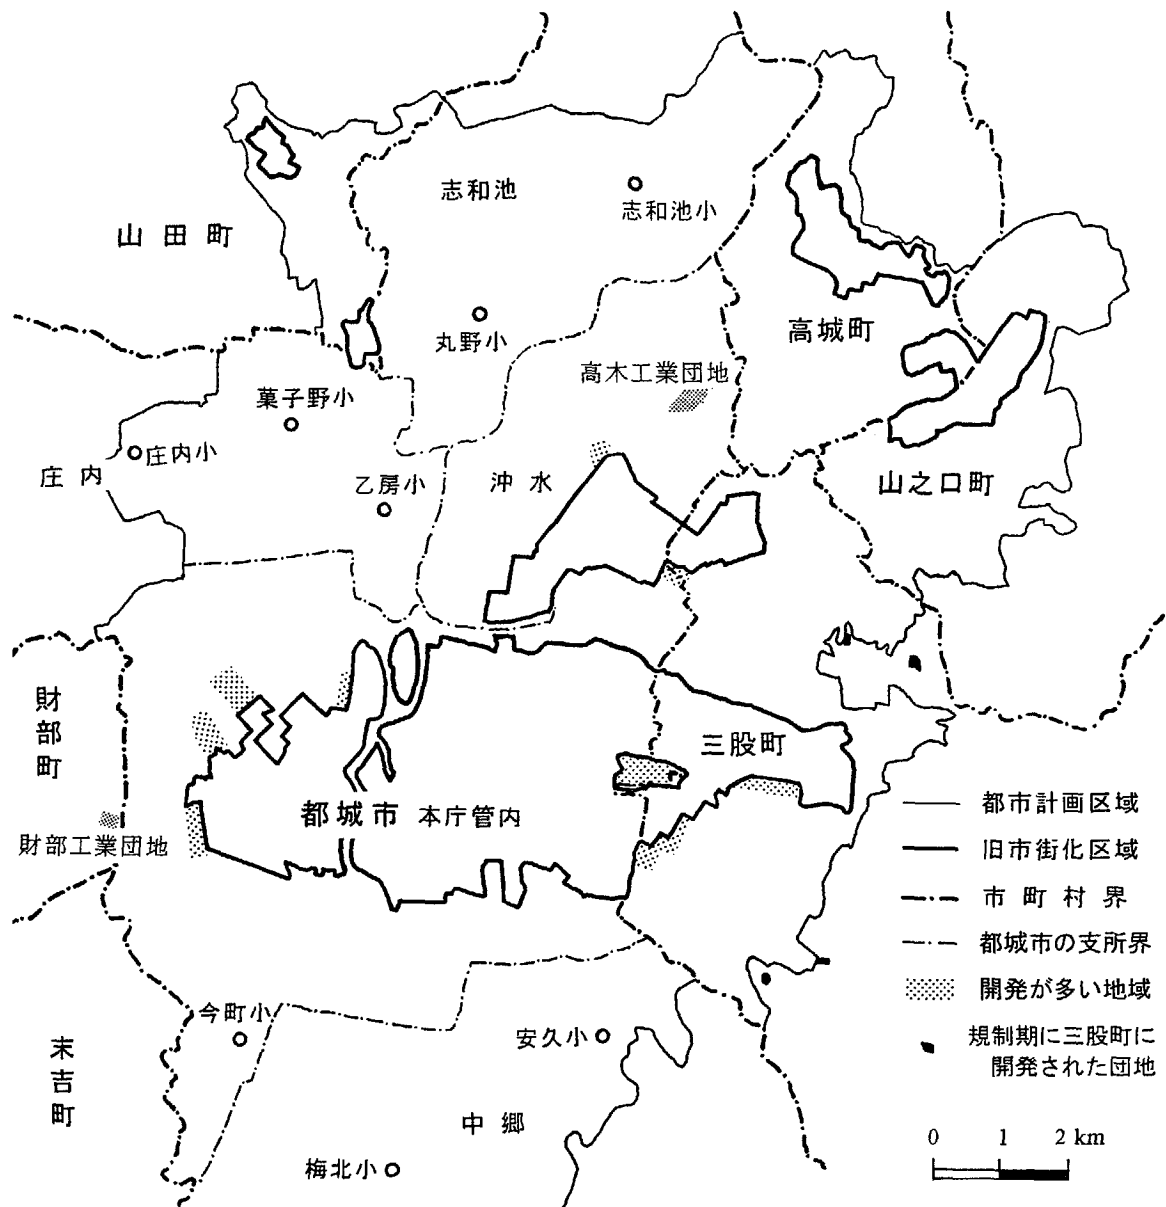 志和池
志和池小
山田町
丸野小
高城町
高木工業団地
菓子野小
庄内小
庄内
乙房小
沖水
山之口町
財部町
三股町
都城市 本庁管内
財部工業団地
今町小
安久小
末吉町
中郷
梅北小
都市計画区域
旧市街化区域
市町村界
都城市の支所界
開発が多い地域
規制期に三股町に
開発された団地
0 1 2 km